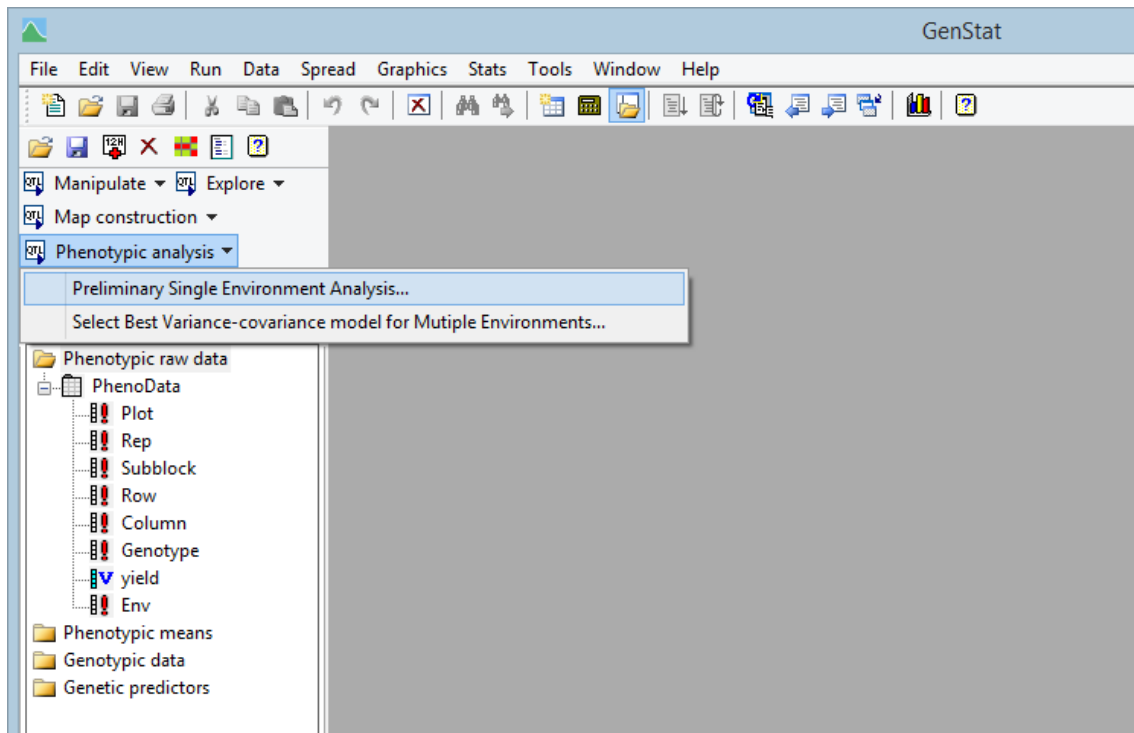 GenStat
File Edit View Run Data Spread Graphics Stats Tools Window Help
Manipulate Explore
Map construction
Phenotypic analysis
Preliminary Single Environment Analysis...
Select Best Variance-covariance model for Mutiple Environments...
Phenotypic raw data
PhenoData
Plot
Rep
Subblock
Row
Column
Genotype
yield
Env
Phenotypic means
Genotypic data
Genetic predictors